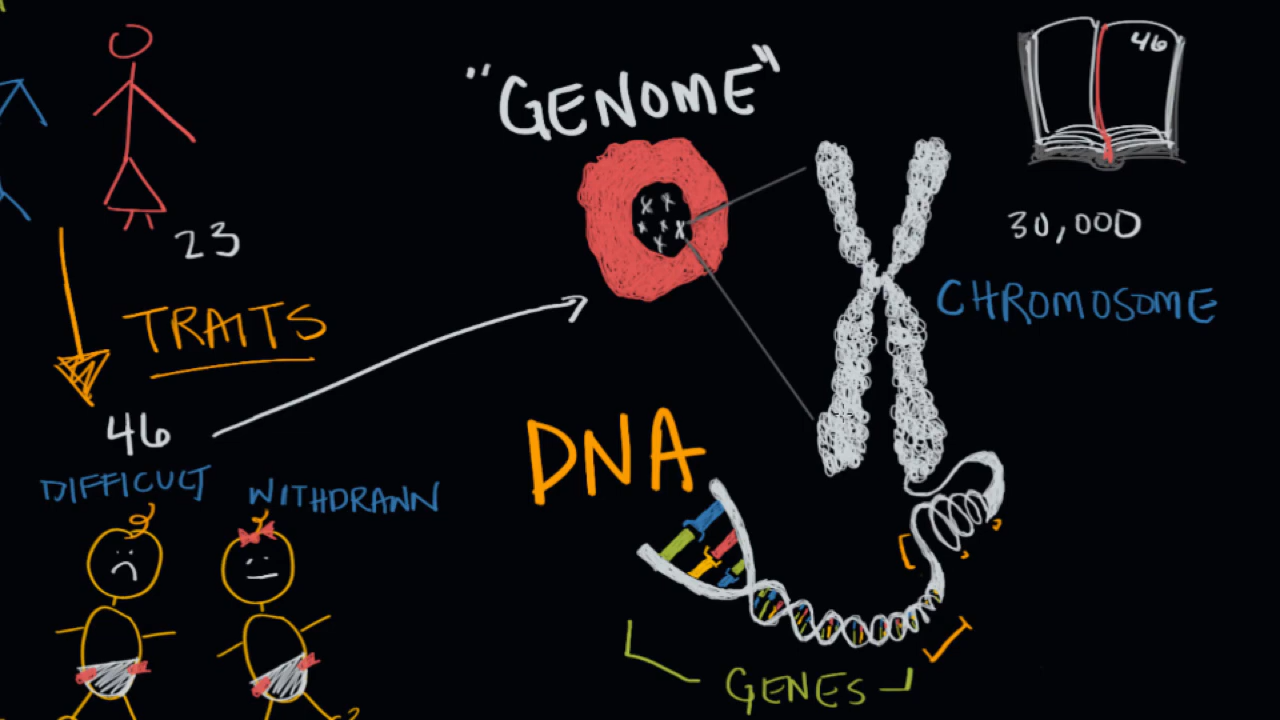 "GENOME"
46
30,000
23
CHROMOSOME
TRAITS
46
DNA
DIFFICULT
WITHDRAWN
GENES